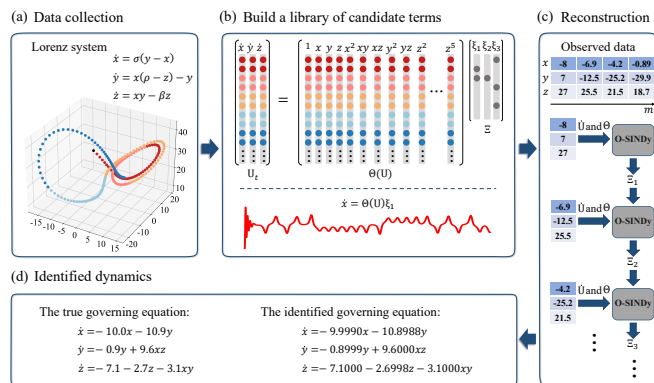 (a) Data collection
Lorenz system
ẋ = σ(y − x)
ẏ = x(ρ − z) − y
ż = xy − βz
40
30
20
10
-15 -10 -5 0 5 10 15
-20 -10 0 10 20
(b) Build a library of candidate terms
ẋ ẏ ż
1 x y z x² xy xz y² yz z² z⁵
ξ₁ ξ₂ ξ₃
=
...
Ξ
U_t
Θ(U)
ẋ = Θ(U)ξ₁
(c) Reconstruction
Observed data
x -8 -6.9 -4.2 -0.89
y 7 -12.5 -25.2 -29.9
z 27 25.5 21.5 18.7
m
-8
7
27
U̇ and Θ
O-SINDy
Ξ₁
-6.9
-12.5
25.5
U̇ and Θ
O-SINDy
Ξ₂
-4.2
-25.2
21.5
U̇ and Θ
O-SINDy
Ξ₃
(d) Identified dynamics
The true governing equation:
ẋ = − 10.0x − 10.9y
ẏ = − 0.9y + 9.6xz
ż = − 7.1 − 2.7z − 3.1xy
The identified governing equation:
ẋ = − 9.9990x − 10.8988y
ẏ = − 0.8999y + 9.6000xz
ż = − 7.1000 − 2.6998z − 3.1000xy